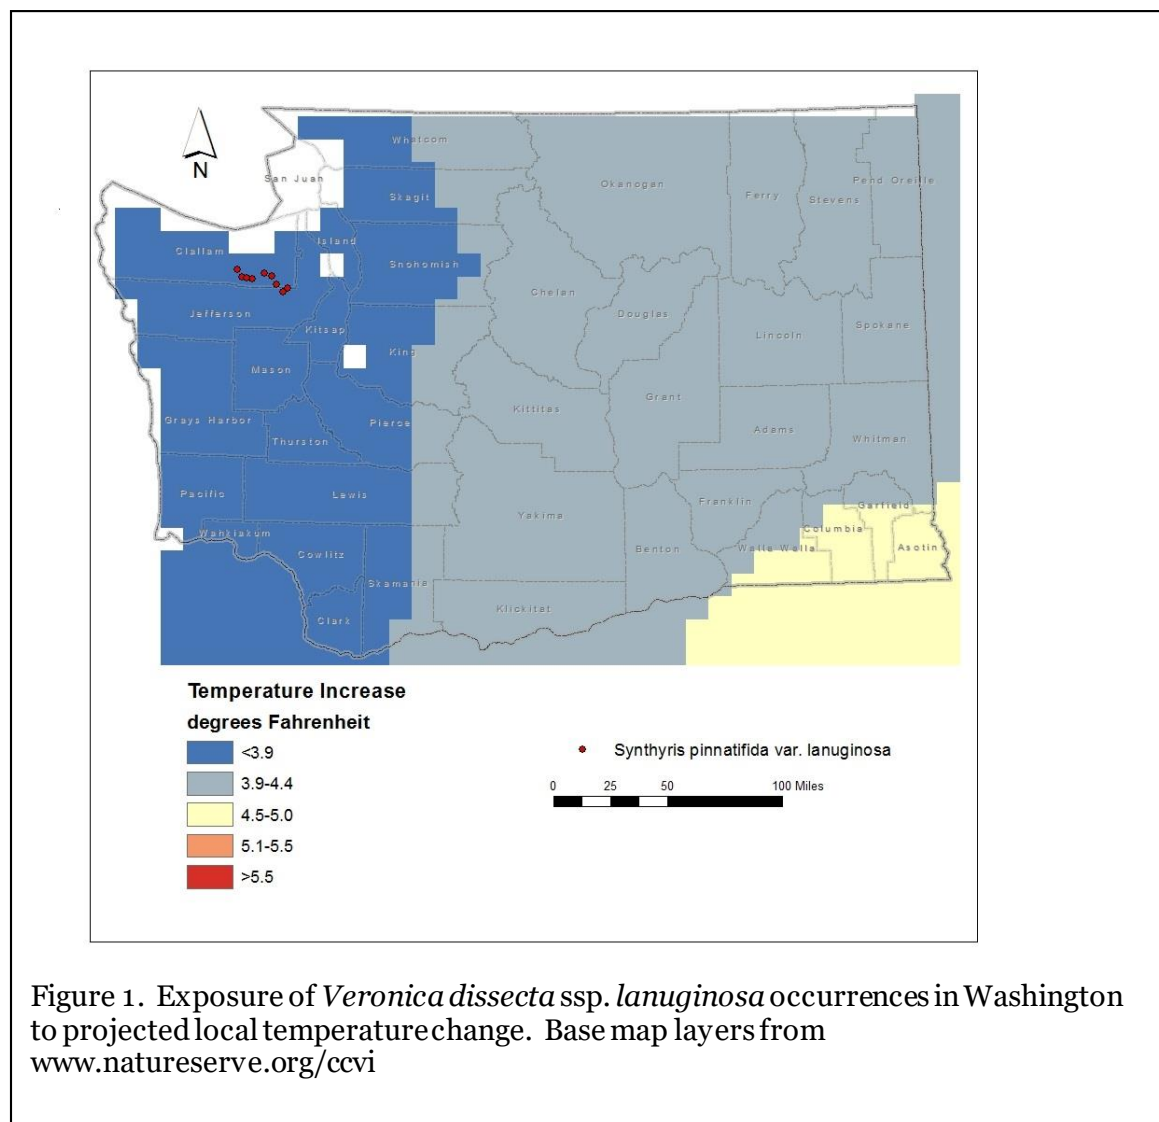 N
San Juan
Whatcom
Skagit
Okanogan
Ferry
Stevens
Pend Oreille
Clallam
Island
Snohomish
Chelan
Douglas
Jefferson
Kitsap
King
Lincoln
Spokane
Mason
Grays Harbor
Thurston
Pierce
Kittitas
Grant
Adams
Whitman
Pacific
Lewis
Yakima
Franklin
Garfield
Columbia
Asotin
Wahkiakum
Cowlitz
Benton
Walla Walla
Skamania
Klickitat
Clark
Temperature Increase
degrees Fahrenheit
<3.9
3.9-4.4
4.5-5.0
5.1-5.5
>5.5
Synthyris pinnatifida var. lanuginosa
0 25 50 100 Miles
Figure 1. Exposure of Veronica dissecta ssp. lanuginosa occurrences in Washington
to projected local temperature change. Base map layers from
www.natureserve.org/ccvi